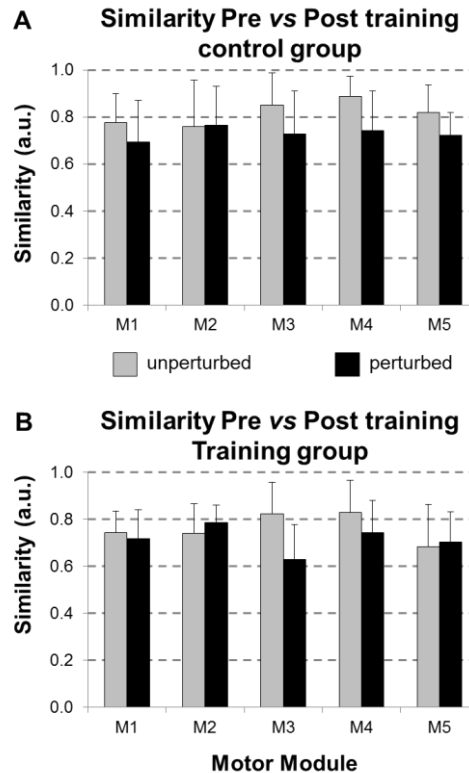 A
Similarity Pre vs Post training
control group
Similarity (a.u.)
1.0
0.8
0.6
0.4
0.2
0.0
M1 M2 M3 M4 M5
unperturbed perturbed
B
Similarity Pre vs Post training
Training group
Similarity (a.u.)
1.0
0.8
0.6
0.4
0.2
0.0
M1 M2 M3 M4 M5
Motor Module